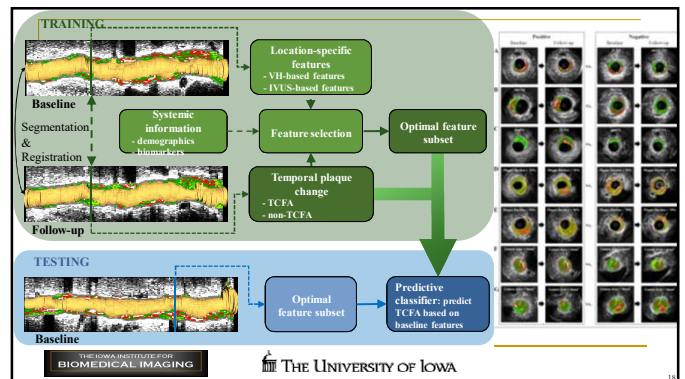 TRAINING
Location-specific
features
- VH-based features
- IVUS-based features
Baseline
Segmentation
&
Registration
Systemic
information
- demographics
- biomarkers
Feature selection
Optimal feature
subset
Temporal plaque
change
- TCFA
- non-TCFA
Follow-up
TESTING
Baseline
Optimal
feature subset
Predictive
classifier: predict
TCFA based on
baseline features
Positive
Negative
Baseline
Follow-up
Baseline
Follow-up
A
B
C
D
E
F
G
THE IOWA INSTITUTE FOR
BIOMEDICAL IMAGING
THE UNIVERSITY OF IOWA
18